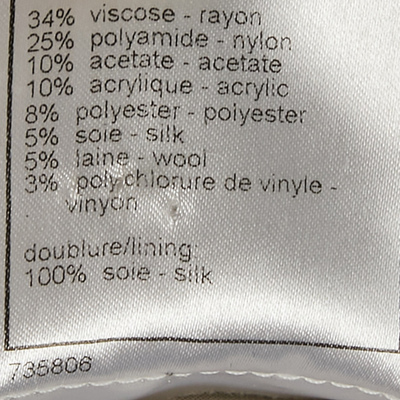 34% viscose - rayon
25% polyamide - nylon
10% acetate - acetate
10% acrylique - acrylic
8% polyester - polyester
5% soie - silk
5% laine - wool
3% polychlorure de vinyle -
vinyon
doublure/lining:
100% soie - silk
735806